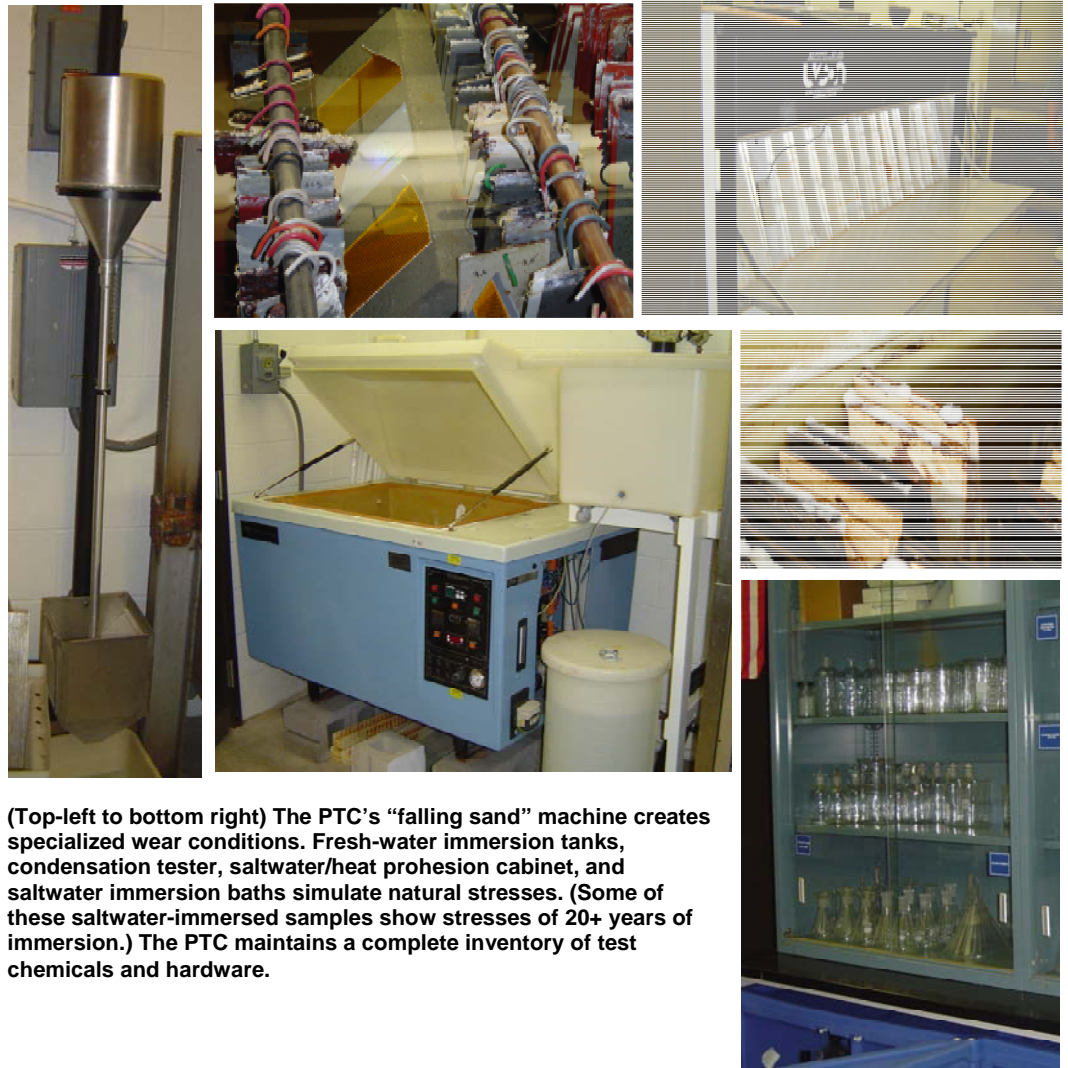 (Top-left to bottom right) The PTC’s “falling sand” machine creates
specialized wear conditions. Fresh-water immersion tanks,
condensation tester, saltwater/heat prohesion cabinet, and
saltwater immersion baths simulate natural stresses. (Some of
these saltwater-immersed samples show stresses of 20+ years of
immersion.) The PTC maintains a complete inventory of test
chemicals and hardware.